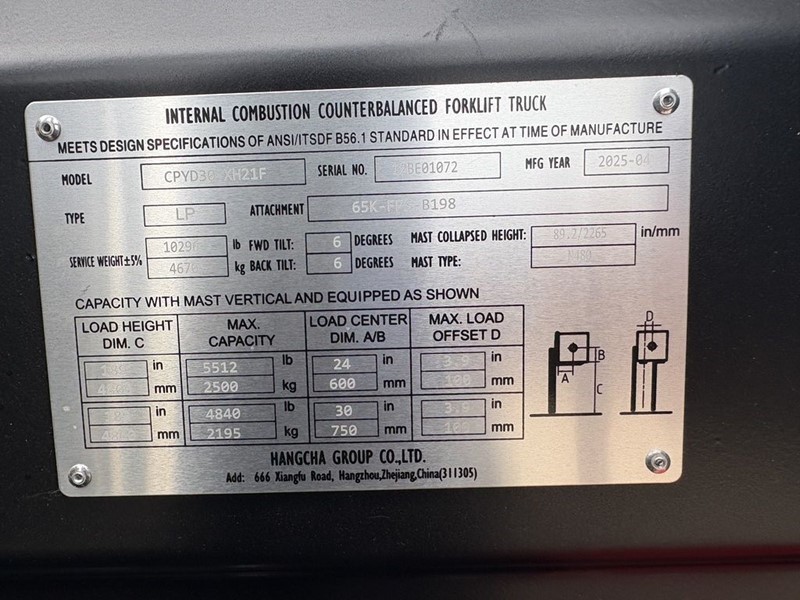 INTERNAL COMBUSTION COUNTERBALANCED FORKLIFT TRUCK
MEETS DESIGN SPECIFICATIONS OF ANSI/ITSDF B56.1 STANDARD IN EFFECT AT TIME OF MANUFACTURE
MODEL SERIAL NO. MFG YEAR 2025-04
TYPE LP ATTACHMENT
SERVICE WEIGHT±5% lb FWD TILT: 6 DEGREES MAST COLLAPSED HEIGHT: 89.2/2265 in/mm
kg BACK TILT: 6 DEGREES MAST TYPE:
CAPACITY WITH MAST VERTICAL AND EQUIPPED AS SHOWN
LOAD HEIGHT DIM. C MAX. CAPACITY LOAD CENTER DIM. A/B MAX. LOAD OFFSET D
in 5512 lb 24 in in
mm 2500 kg 600 mm mm
in 4840 lb 30 in in
mm 2195 kg 750 mm mm
A B C D
HANGCHA GROUP CO.,LTD.
Add: 666 Xiangfu Road, Hangzhou,Zhejiang,China(311305)